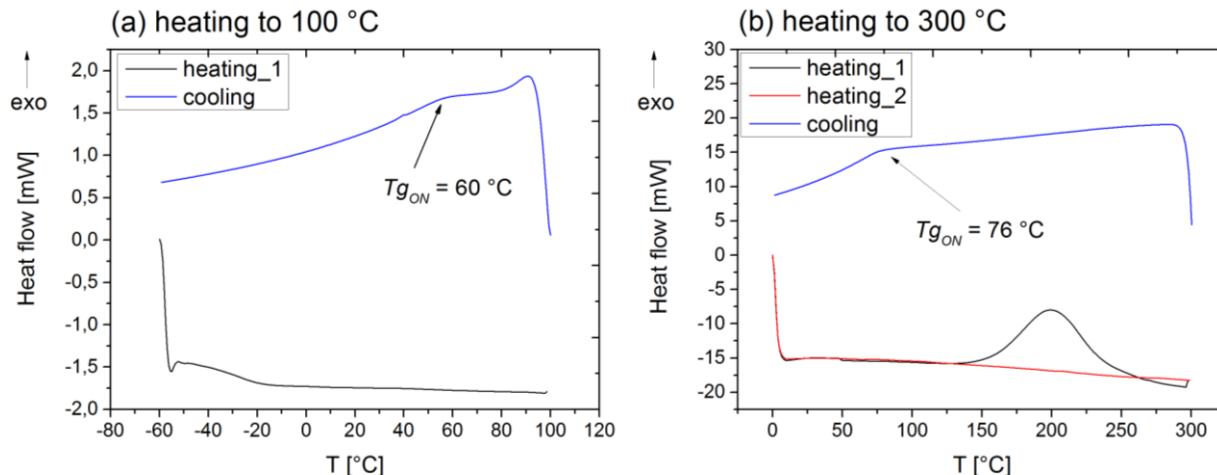 (a) heating to 100 °C
exo
heating_1
cooling
2,0
1,5
1,0
0,5
0,0
-0,5
-1,0
-1,5
-2,0
Heat flow [mW]
Tg_ON = 60 °C
-80 -60 -40 -20 0 20 40 60 80 100 120
T [°C]
(b) heating to 300 °C
exo
heating_1
heating_2
cooling
30
25
20
15
10
5
0
-5
-10
-15
-20
Heat flow [mW]
Tg_ON = 76 °C
0 50 100 150 200 250 300
T [°C]